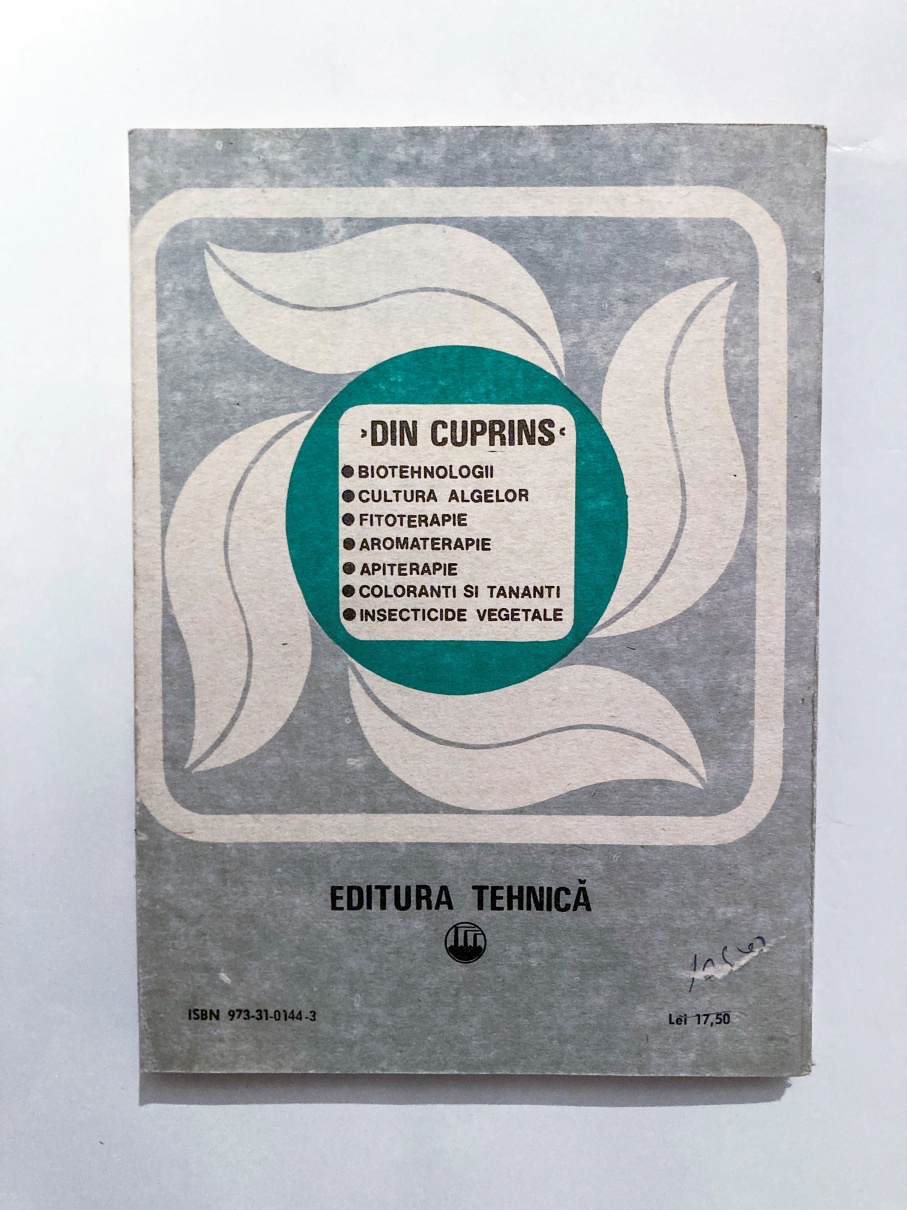 ›DIN CUPRINS‹
● BIOTEHNOLOGII
● CULTURA ALGELOR
● FITOTERAPIE
● AROMATERAPIE
● APITERAPIE
● COLORANTI SI TANANTI
● INSECTICIDE VEGETALE
EDITURA TEHNICĂ
ISBN 973-31-0144-3
Lei 17,50